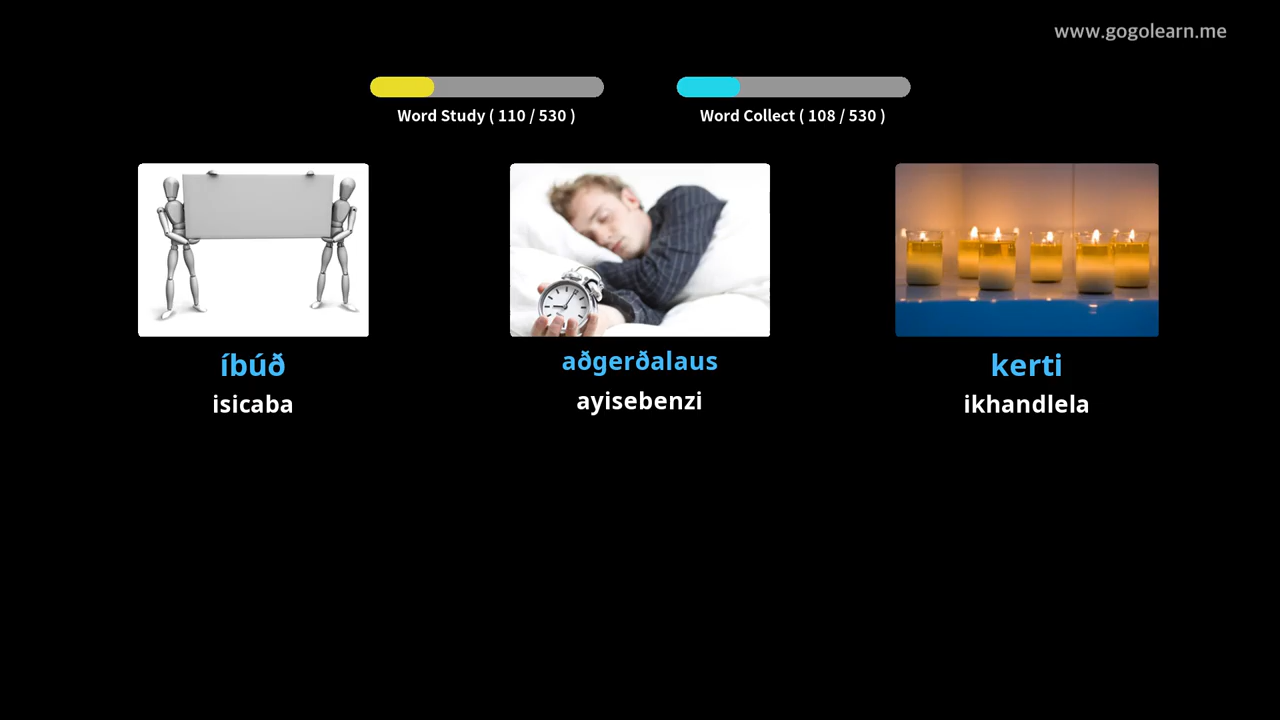 www.gogolearn.me
Word Study ( 110 / 530 )
Word Collect ( 108 / 530 )
íbúð
isicaba
aðgerðalaus
ayisebenzi
kerti
ikhandlela